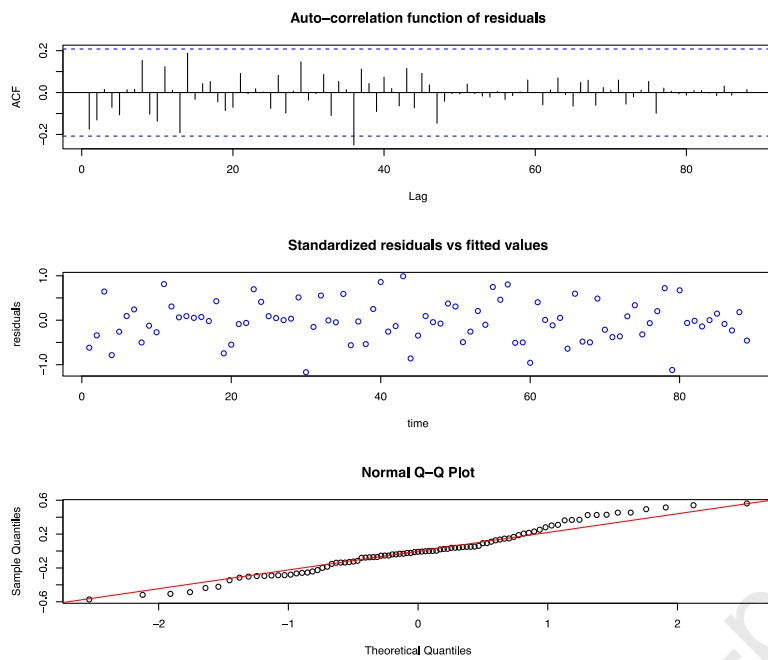 Auto−correlation function of residuals
ACF
0.2
0.0
−0.2
0
20
40
60
80
Lag
Standardized residuals vs fitted values
residuals
1.0
0.0
−1.0
0
20
40
60
80
time
Normal Q−Q Plot
Sample Quantiles
0.6
0.2
−0.2
−0.6
−2
−1
0
1
2
Theoretical Quantiles